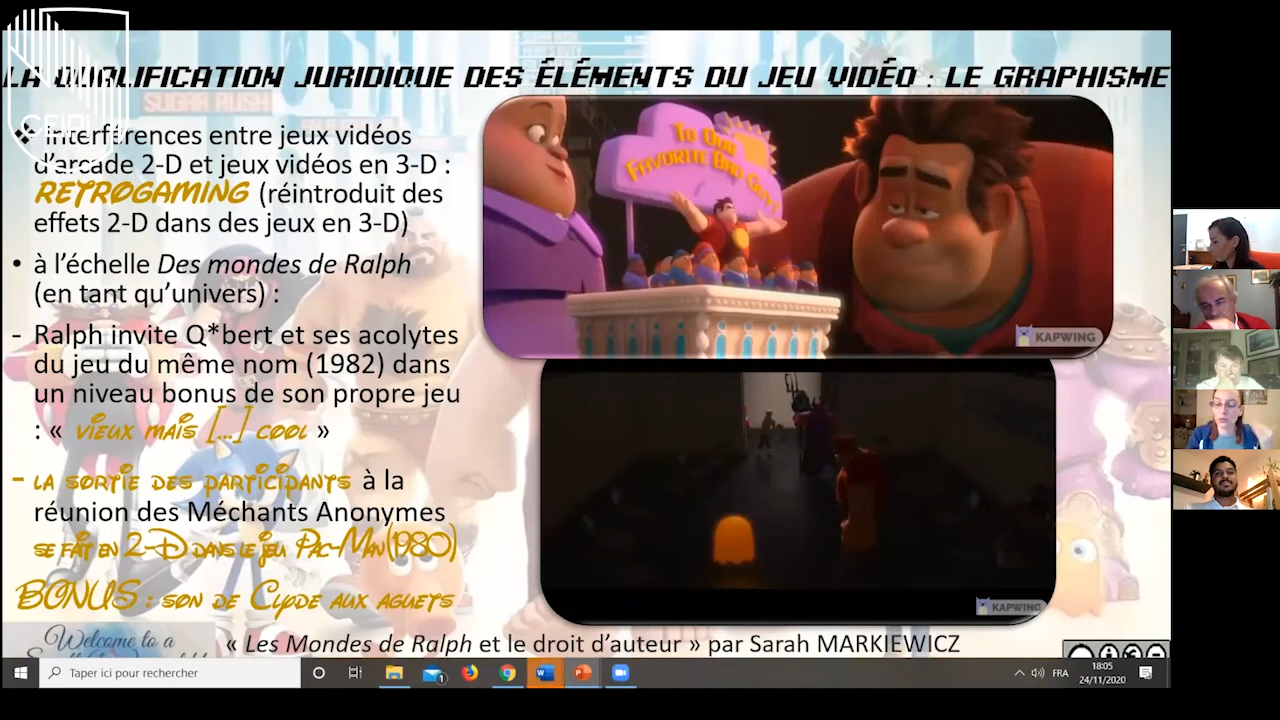 LA QUALIFICATION JURIDIQUE DES ÉLÉMENTS DU JEU VIDÉO : LE GRAPHISME
CEIPI
❖ interférences entre jeux vidéos
d'arcade 2-D et jeux vidéos en 3-D :
RETROGAMING (réintroduit des
effets 2-D dans des jeux en 3-D)
• à l'échelle Des mondes de Ralph
(en tant qu'univers) :
- Ralph invite Q*bert et ses acolytes
du jeu du même nom (1982) dans
un niveau bonus de son propre jeu
: « vieux mais [...] cool »
- la sortie des participants à la
réunion des Méchants Anonymes
se fait en 2-D dans le jeu Pac-Man (1980)
BONUS : son de Clyde aux aguets
To Our
Favorite Bad-Guy!
KAPWING
KAPWING
SUGAR RUSH
Welcome to a
« Les Mondes de Ralph et le droit d'auteur » par Sarah MARKIEWICZ
Taper ici pour rechercher
1
FRA
18:05
24/11/2020